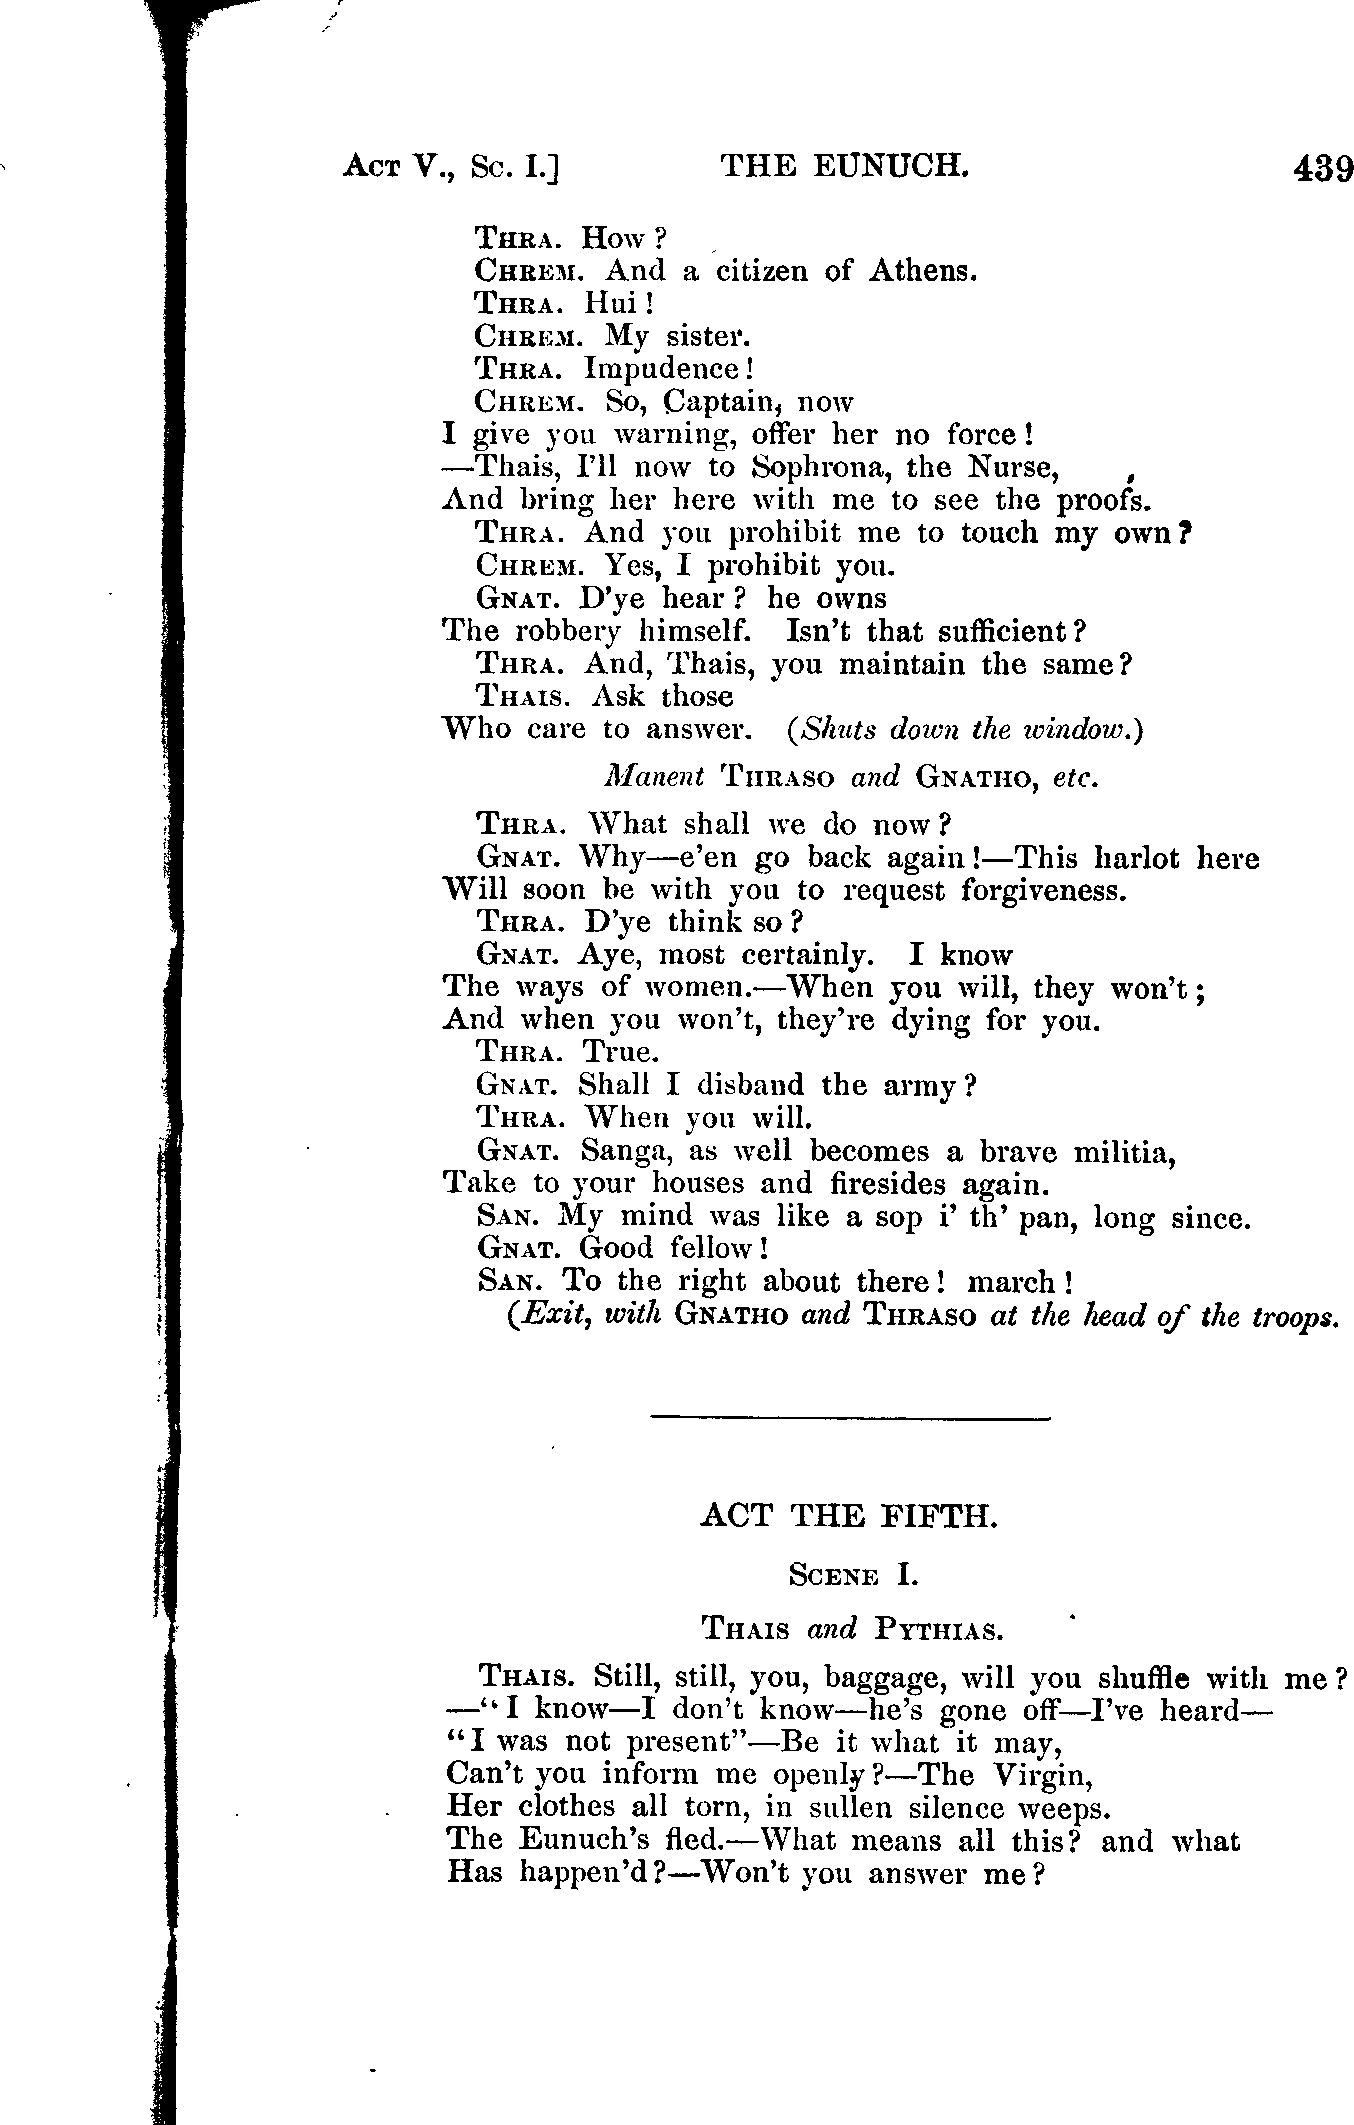 ACT V., SC. I.] THE EUNUCH. 439
THRA. How?
CHREM. And a citizen of Athens.
THRA. Hui!
CHREM. My sister.
THRA. Impudence!
CHREM. So, Captain, now
I give you warning, offer her no force!
—Thais, I'll now to Sophrona, the Nurse,
And bring her here with me to see the proofs.
THRA. And you prohibit me to touch my own?
CHREM. Yes, I prohibit you.
GNAT. D'ye hear? he owns
The robbery himself. Isn't that sufficient?
THRA. And, Thais, you maintain the same?
THAIS. Ask those
Who care to answer. (Shuts down the window.)
Manent THRASO and GNATHO, etc.
THRA. What shall we do now?
GNAT. Why—e'en go back again!—This harlot here
Will soon be with you to request forgiveness.
THRA. D'ye think so?
GNAT. Aye, most certainly. I know
The ways of women.—When you will, they won't;
And when you won't, they're dying for you.
THRA. True.
GNAT. Shall I disband the army?
THRA. When you will.
GNAT. Sanga, as well becomes a brave militia,
Take to your houses and firesides again.
SAN. My mind was like a sop i' th' pan, long since.
GNAT. Good fellow!
SAN. To the right about there! march!
(Exit, with GNATHO and THRASO at the head of the troops.
ACT THE FIFTH.
SCENE I.
THAIS and PYTHIAS.
THAIS. Still, still, you, baggage, will you shuffle with me?
—"I know—I don't know—he's gone off—I've heard—
"I was not present"—Be it what it may,
Can't you inform me openly?—The Virgin,
Her clothes all torn, in sullen silence weeps.
The Eunuch's fled.—What means all this? and what
Has happen'd?—Won't you answer me?